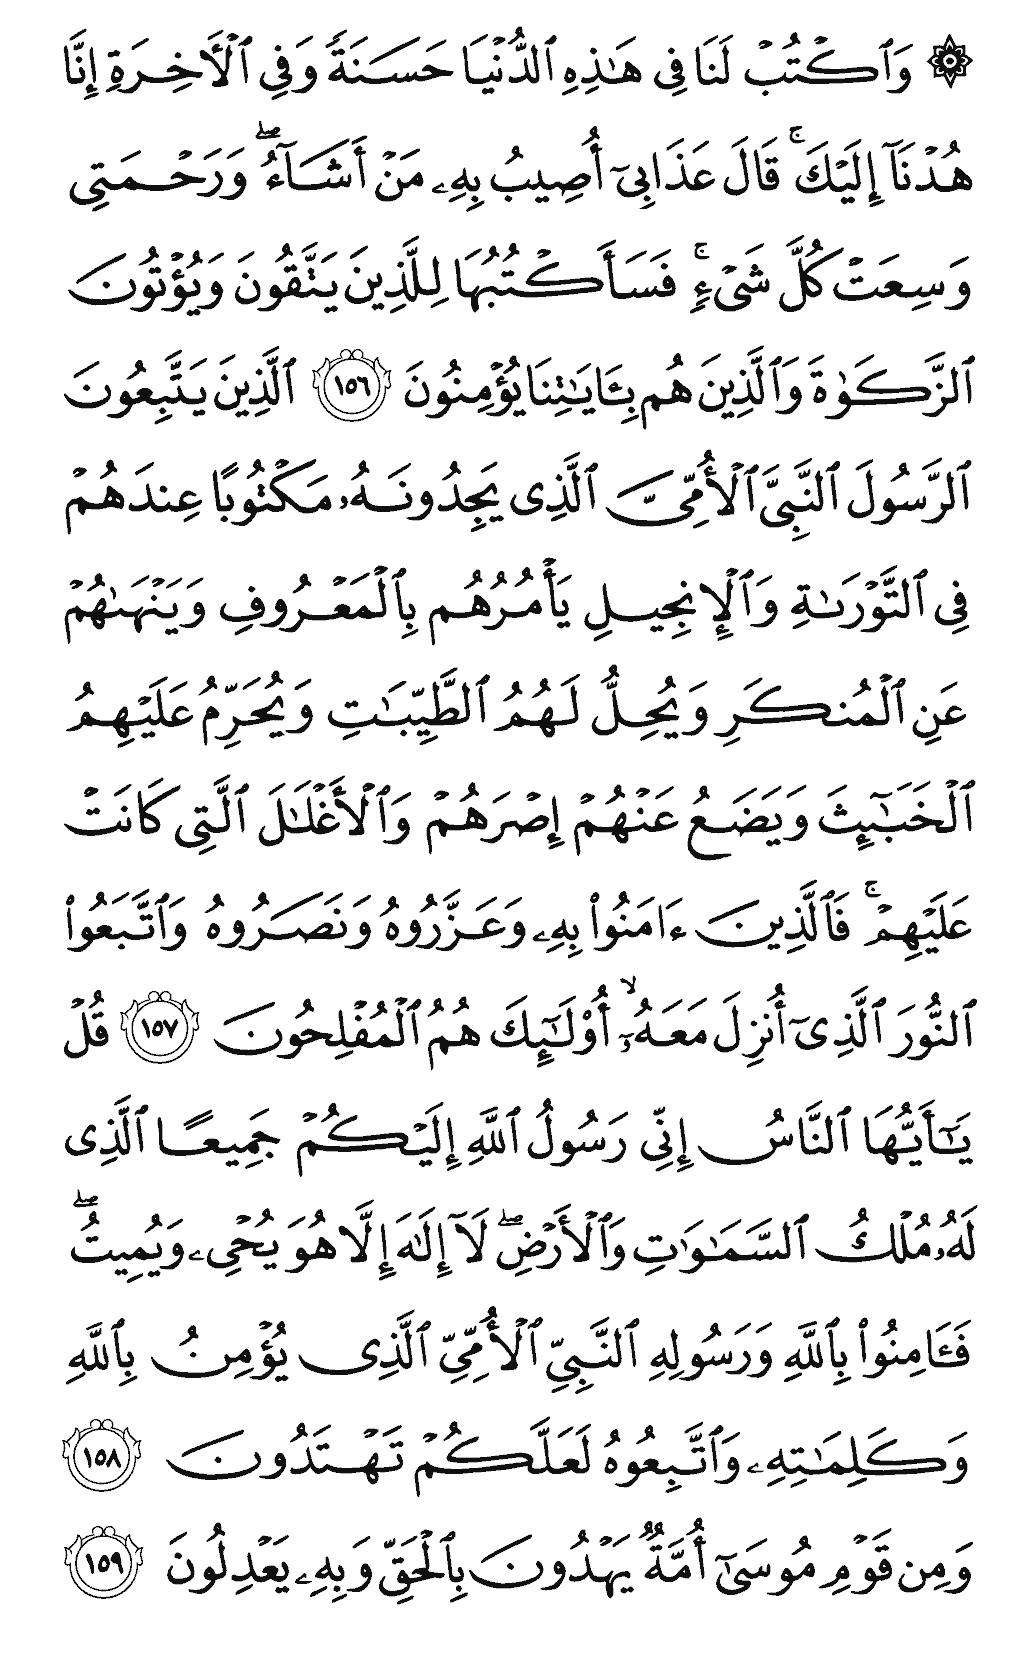 ۞ وَٱكْتُبْ لَنَا فِى هَٰذِهِ ٱلدُّنْيَا حَسَنَةً وَفِى ٱلْأَخِرَةِ إِنَّا
هُدْنَآ إِلَيْكَ ۚ قَالَ عَذَابِىٓ أُصِيبُ بِهِۦ مَنْ أَشَآءُ ۖ وَرَحْمَتِى
وَسِعَتْ كُلَّ شَىْءٍ ۚ فَسَأَكْتُبُهَا لِلَّذِينَ يَتَّقُونَ وَيُؤْتُونَ
ٱلزَّكَوٰةَ وَٱلَّذِينَ هُم بِـَٔايَٰتِنَا يُؤْمِنُونَ ١٥٦ ٱلَّذِينَ يَتَّبِعُونَ
ٱلرَّسُولَ ٱلنَّبِىَّ ٱلْأُمِّىَّ ٱلَّذِى يَجِدُونَهُۥ مَكْتُوبًا عِندَهُمْ
فِى ٱلتَّوْرَىٰةِ وَٱلْإِنجِيلِ يَأْمُرُهُم بِٱلْمَعْرُوفِ وَيَنْهَىٰهُمْ
عَنِ ٱلْمُنكَرِ وَيُحِلُّ لَهُمُ ٱلطَّيِّبَٰتِ وَيُحَرِّمُ عَلَيْهِمُ
ٱلْخَبَٰٓئِثَ وَيَضَعُ عَنْهُمْ إِصْرَهُمْ وَٱلْأَغْلَٰلَ ٱلَّتِى كَانَتْ
عَلَيْهِمْ ۚ فَٱلَّذِينَ ءَامَنُوا۟ بِهِۦ وَعَزَّرُوهُ وَنَصَرُوهُ وَٱتَّبَعُوا۟
ٱلنُّورَ ٱلَّذِىٓ أُنزِلَ مَعَهُۥٓ ۙ أُو۟لَٰٓئِكَ هُمُ ٱلْمُفْلِحُونَ ١٥٧ قُلْ
يَٰٓأَيُّهَا ٱلنَّاسُ إِنِّى رَسُولُ ٱللَّهِ إِلَيْكُمْ جَمِيعًا ٱلَّذِى
لَهُۥ مُلْكُ ٱلسَّمَٰوَٰتِ وَٱلْأَرْضِ ۖ لَآ إِلَٰهَ إِلَّا هُوَ يُحْىِۦ وَيُمِيتُ ۖ
فَـَٔامِنُوا۟ بِٱللَّهِ وَرَسُولِهِ ٱلنَّبِىِّ ٱلْأُمِّىِّ ٱلَّذِى يُؤْمِنُ بِٱللَّهِ
وَكَلِمَٰتِهِۦ وَٱتَّبِعُوهُ لَعَلَّكُمْ تَهْتَدُونَ ١٥٨
وَمِن قَوْمِ مُوسَىٰٓ أُمَّةٌ يَهْدُونَ بِٱلْحَقِّ وَبِهِۦ يَعْدِلُونَ ١٥٩